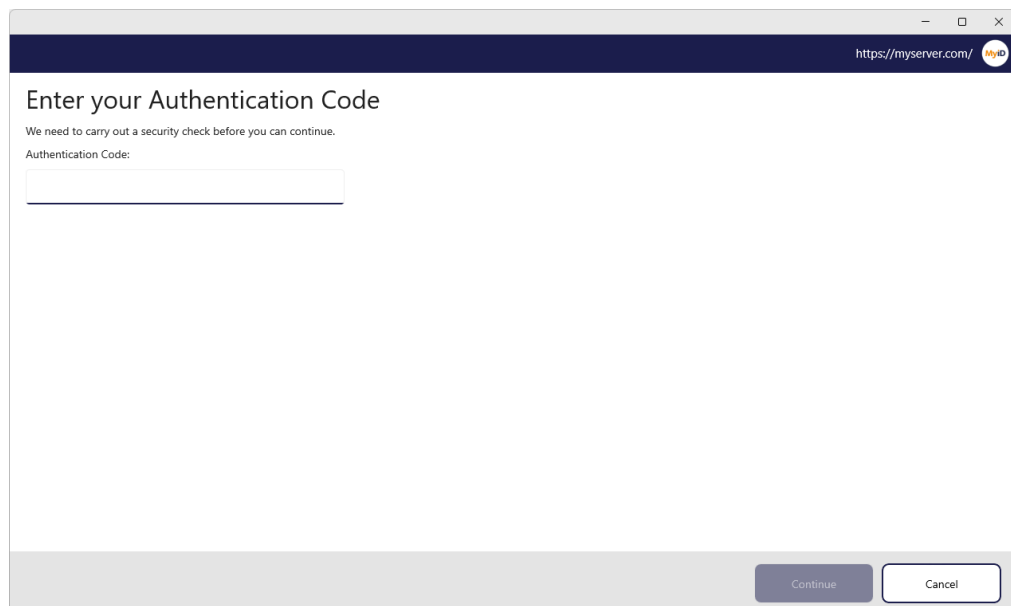 https://myserver.com/ MyID
Enter your Authentication Code
We need to carry out a security check before you can continue.
Authentication Code:
Continue Cancel